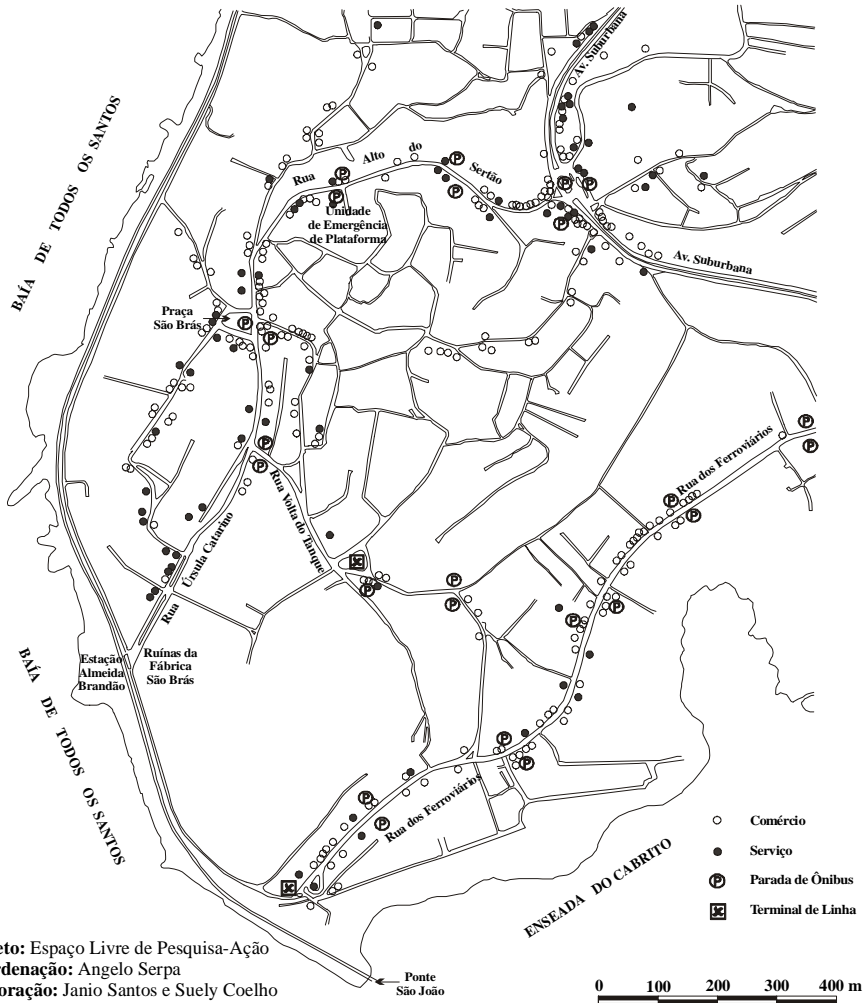 Av. Suburbana
BAÍA DE TODOS OS SANTOS
Rua Alto do Sertão
Unidade
de Emergência
de Plataforma
Av. Suburbana
Praça
São Brás
Rua dos Ferroviários
Rua Volta do Tanque
Rua Úrsula Catarino
Estação
Almeida
Brandão
Ruínas da
Fábrica
São Brás
BAÍA DE TODOS OS SANTOS
Rua dos Ferroviários
ENSEADA DO CABRITO
Comércio
Serviço
P Parada de Ônibus
Terminal de Linha
eto: Espaço Livre de Pesquisa-Ação
rdenação: Angelo Serpa
oração: Janio Santos e Suely Coelho
Ponte
São João
0 100 200 300 400 m